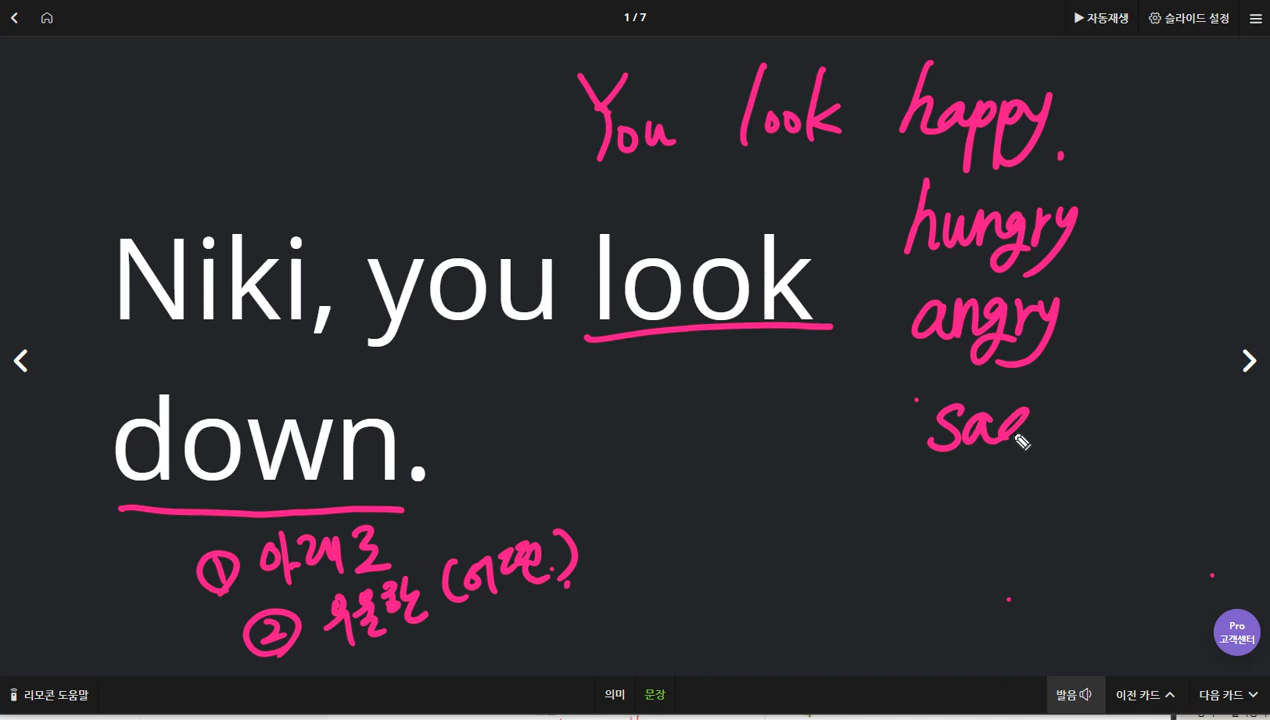 1 / 7
자동재생
슬라이드 설정
You look happy.
hungry
angry
Niki, you look
down.
① 아래로
② 우울한 (어떤?)
Pro
고객센터
리모콘 도움말
의미
문장
발음
이전 카드
다음 카드